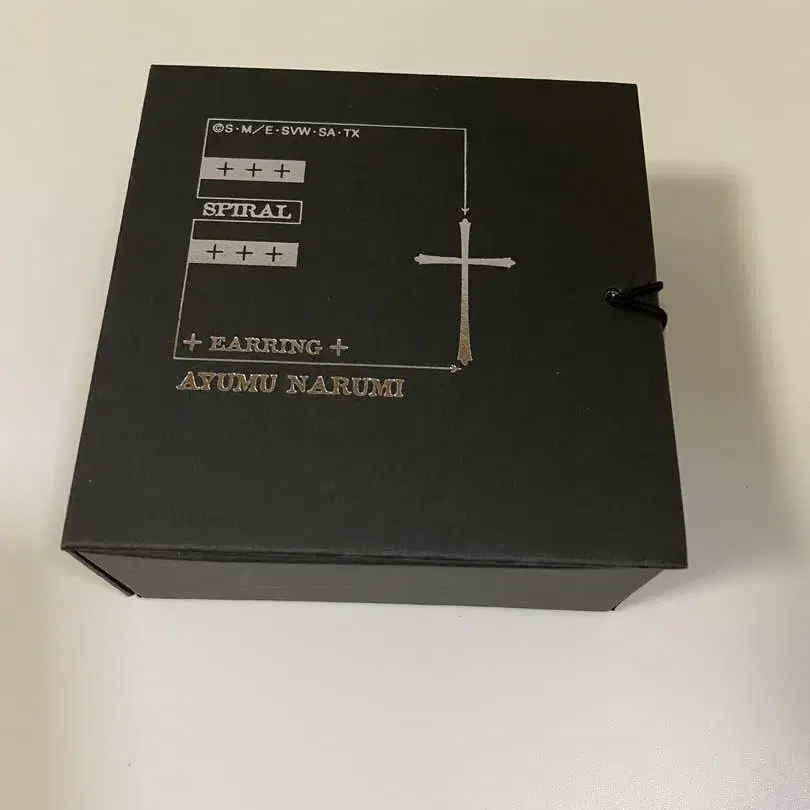 ©S·M/E·SVW·SA·TX
+++
SPIRAL
+++
+ EARRING +
AYUMU NARUMI